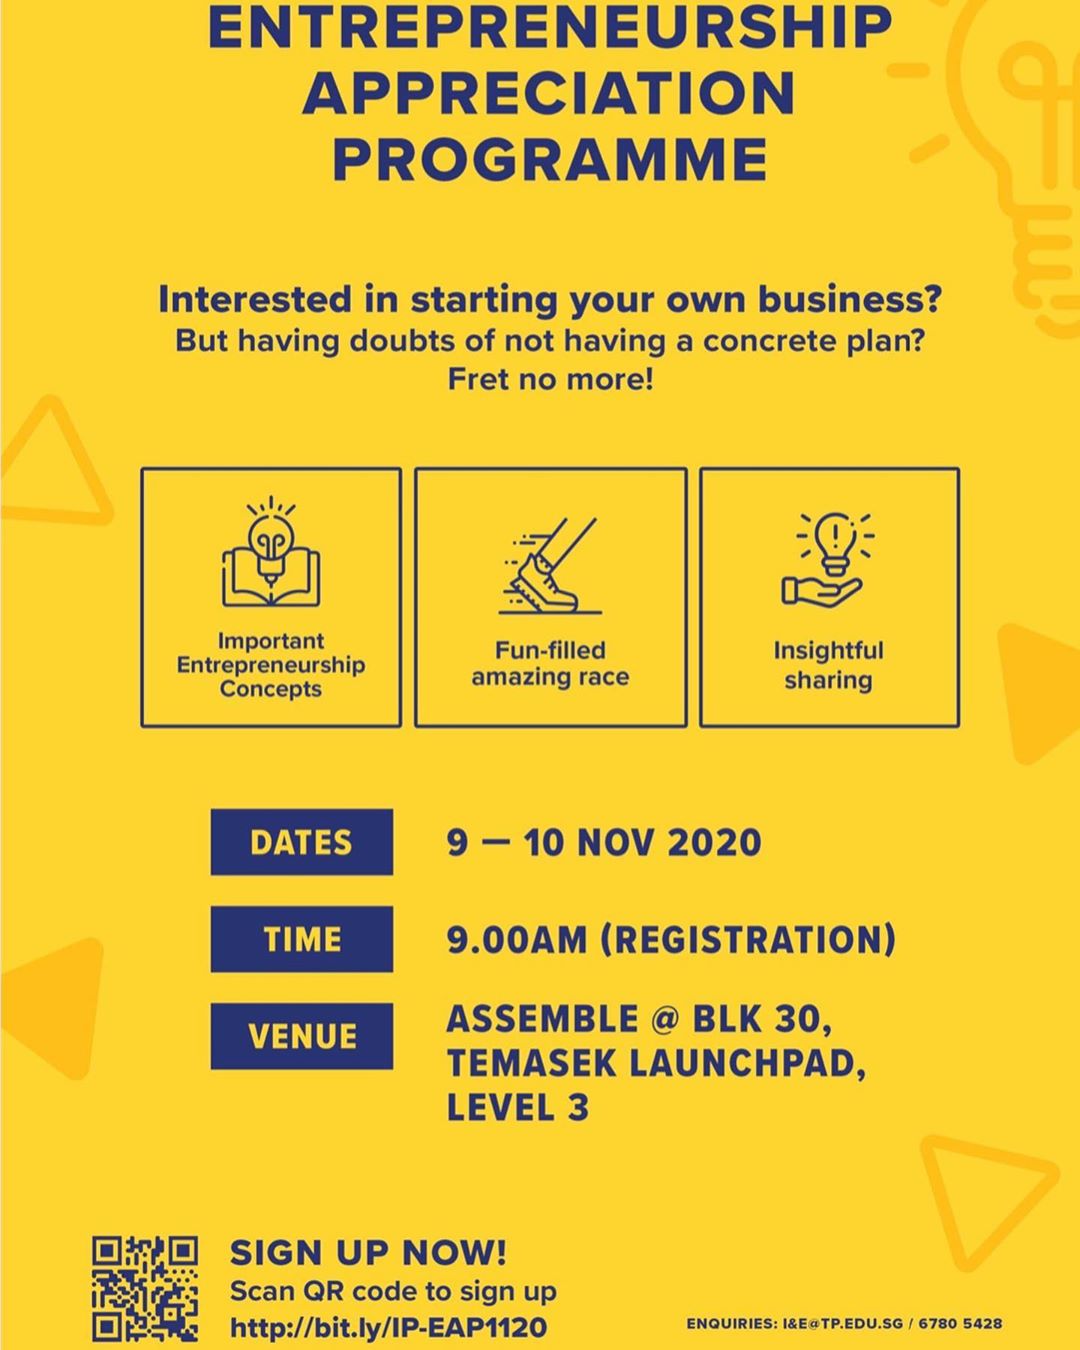 ENTREPRENEURSHIP
APPRECIATION
PROGRAMME
Interested in starting your own business?
But having doubts of not having a concrete plan?
Fret no more!
Important
Entrepreneurship
Concepts
Fun-filled
amazing race
Insightful
sharing
DATES
9 — 10 NOV 2020
TIME
9.00AM (REGISTRATION)
VENUE
ASSEMBLE @ BLK 30,
TEMASEK LAUNCHPAD,
LEVEL 3
SIGN UP NOW!
Scan QR code to sign up
http://bit.ly/IP-EAP1120
ENQUIRIES: I&E@TP.EDU.SG / 6780 5428